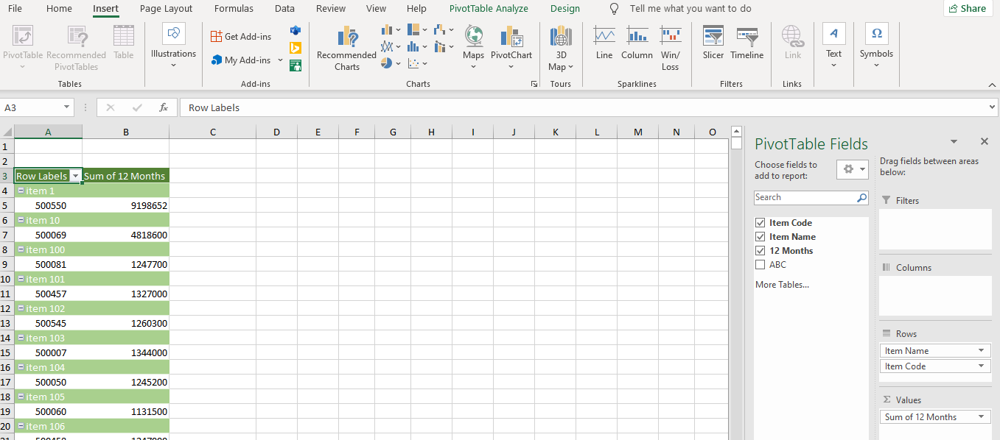 File Home Insert Page Layout Formulas Data Review View Help PivotTable Analyze Design Tell me what you want to do Share
PivotTable
Recommended PivotTables
Table
Tables
Illustrations
Get Add-ins
My Add-ins
Add-ins
Recommended Charts
Maps
PivotChart
Charts
3D Map
Tours
Line
Column
Win/ Loss
Sparklines
Slicer
Timeline
Filters
Link
Links
A
Text
Ω
Symbols
A3 fx Row Labels
A B C D E F G H I J K L M N O
1
2
3 Row Labels Sum of 12 Months
4 item 1
5 500550 9198652
6 item 10
7 500069 4818600
8 item 100
9 500081 1247700
10 item 101
11 500457 1327000
12 item 102
13 500545 1260300
14 item 103
15 500007 1344000
16 item 104
17 500050 1245200
18 item 105
19 500060 1131500
20 item 106
PivotTable Fields
Choose fields to
add to report:
Search
Item Code
Item Name
12 Months
ABC
More Tables...
Drag fields between areas
below:
Filters
Columns
Rows
Item Name
Item Code
Σ Values
Sum of 12 Months